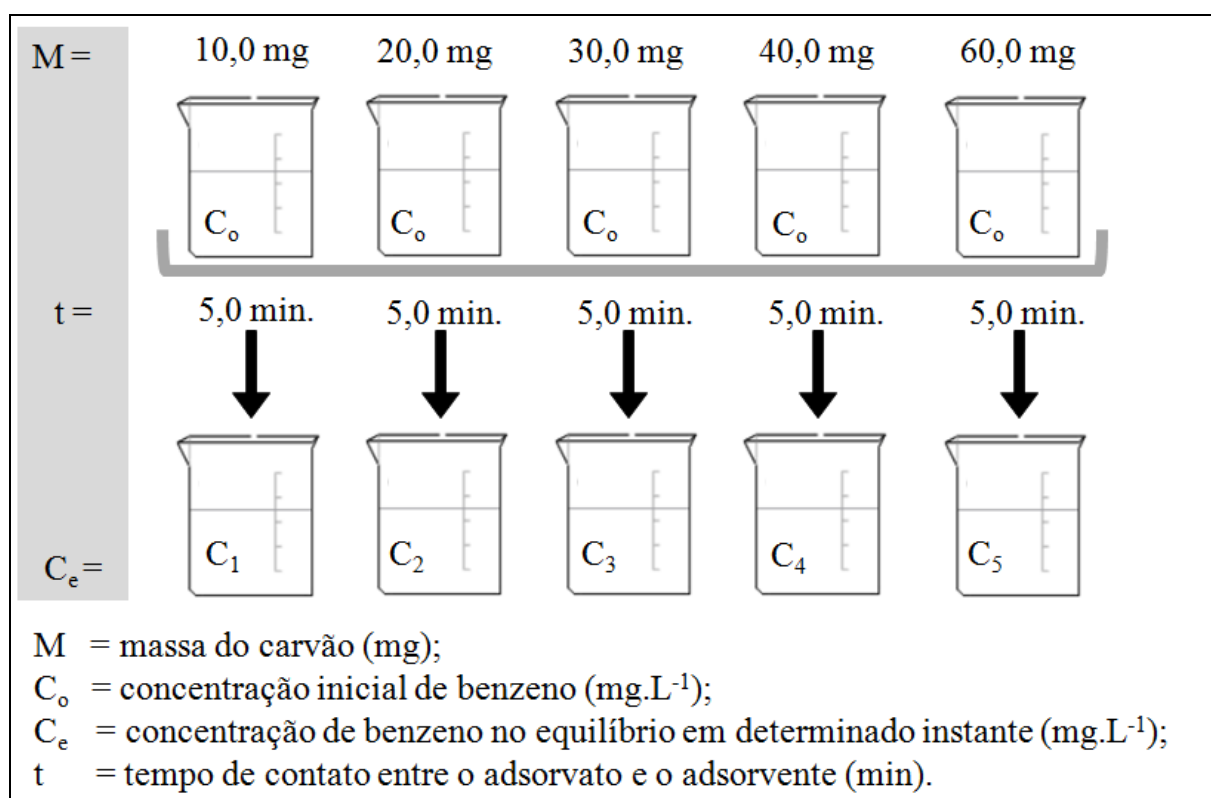 M = 10,0 mg 20,0 mg 30,0 mg 40,0 mg 60,0 mg
Co Co Co Co Co
t = 5,0 min. 5,0 min. 5,0 min. 5,0 min. 5,0 min.
Ce = C1 C2 C3 C4 C5
M = massa do carvão (mg);
Co = concentração inicial de benzeno (mg.L-1);
Ce = concentração de benzeno no equilíbrio em determinado instante (mg.L-1);
t = tempo de contato entre o adsorvato e o adsorvente (min).